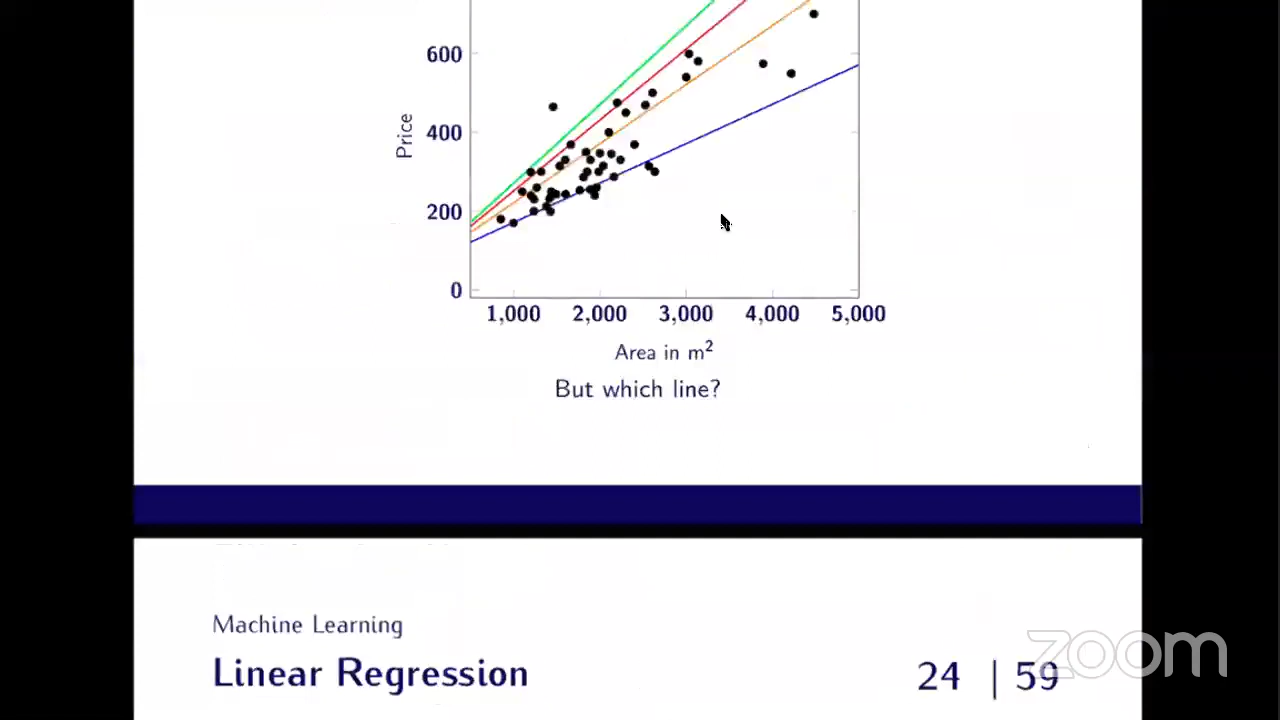 600
400
200
0
Price
1,000 2,000 3,000 4,000 5,000
Area in m²
But which line?
Machine Learning
Linear Regression
24 | 59
zoom